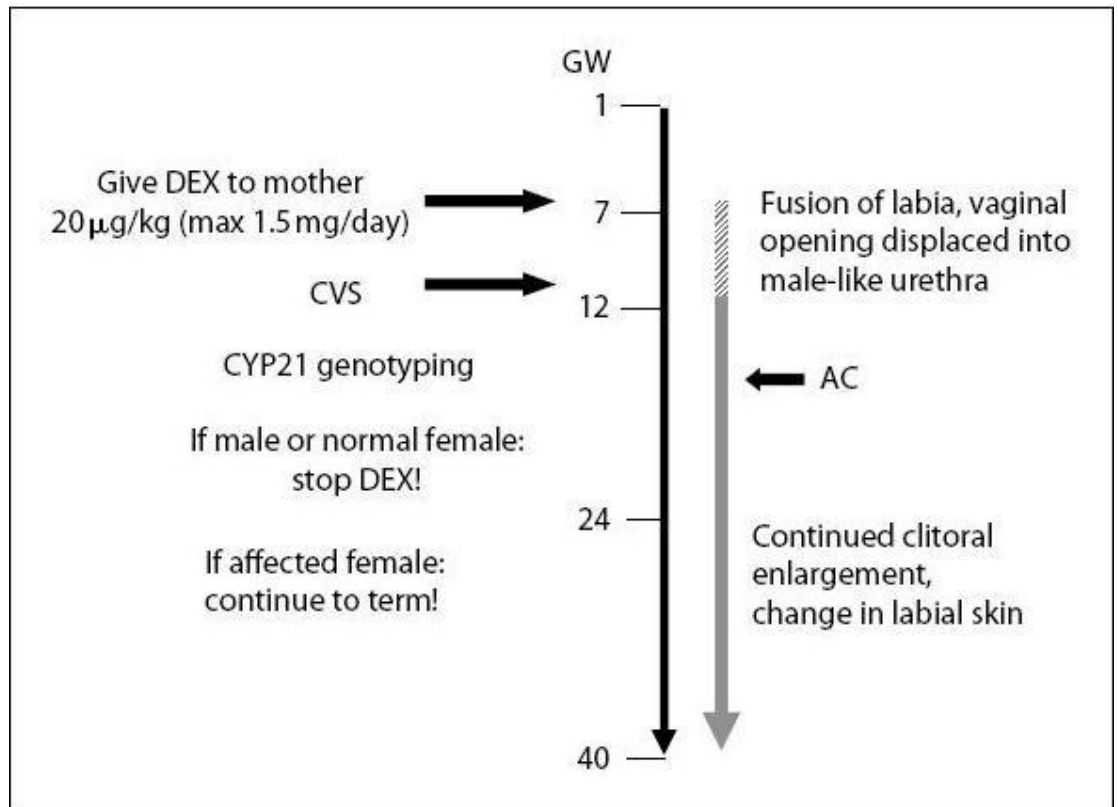 GW
1
Give DEX to mother
20 μg/kg (max 1.5 mg/day)
7
Fusion of labia, vaginal
opening displaced into
male-like urethra
CVS
12
CYP21 genotyping
AC
If male or normal female:
stop DEX!
24
If affected female:
continue to term!
Continued clitoral
enlargement,
change in labial skin
40